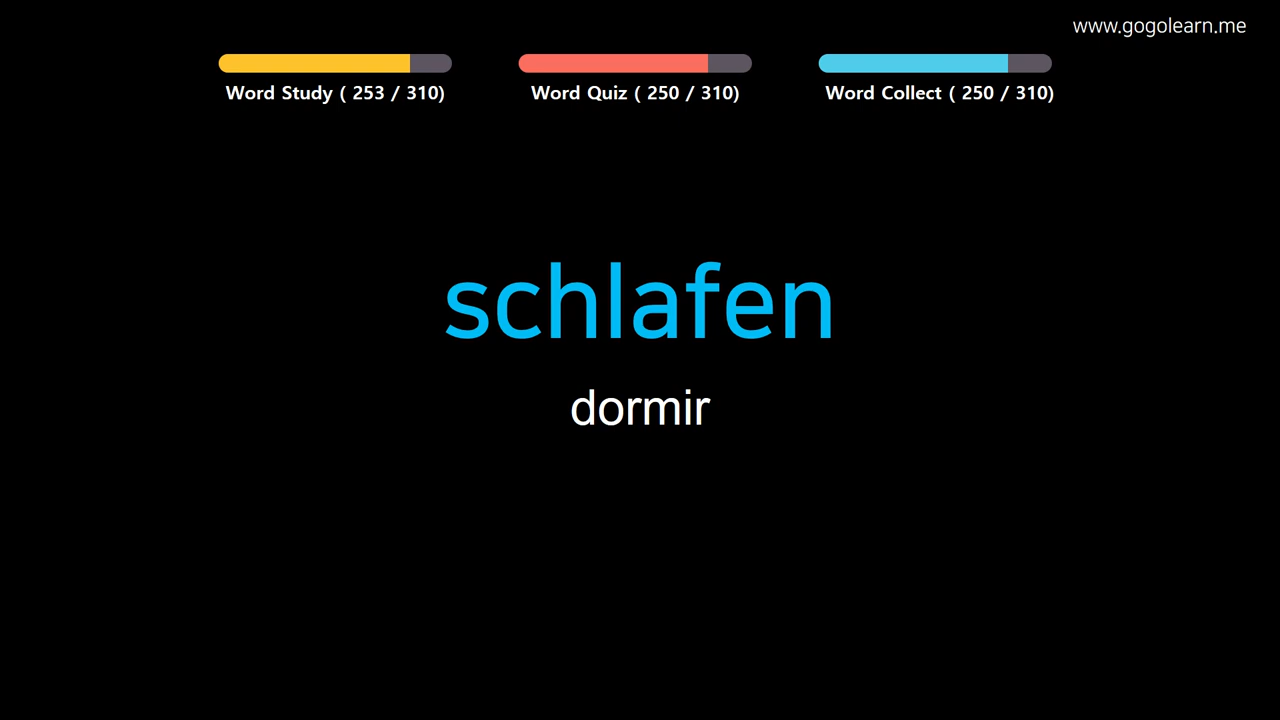 www.gogolearn.me
Word Study ( 253 / 310)
Word Quiz ( 250 / 310)
Word Collect ( 250 / 310)
schlafen
dormir